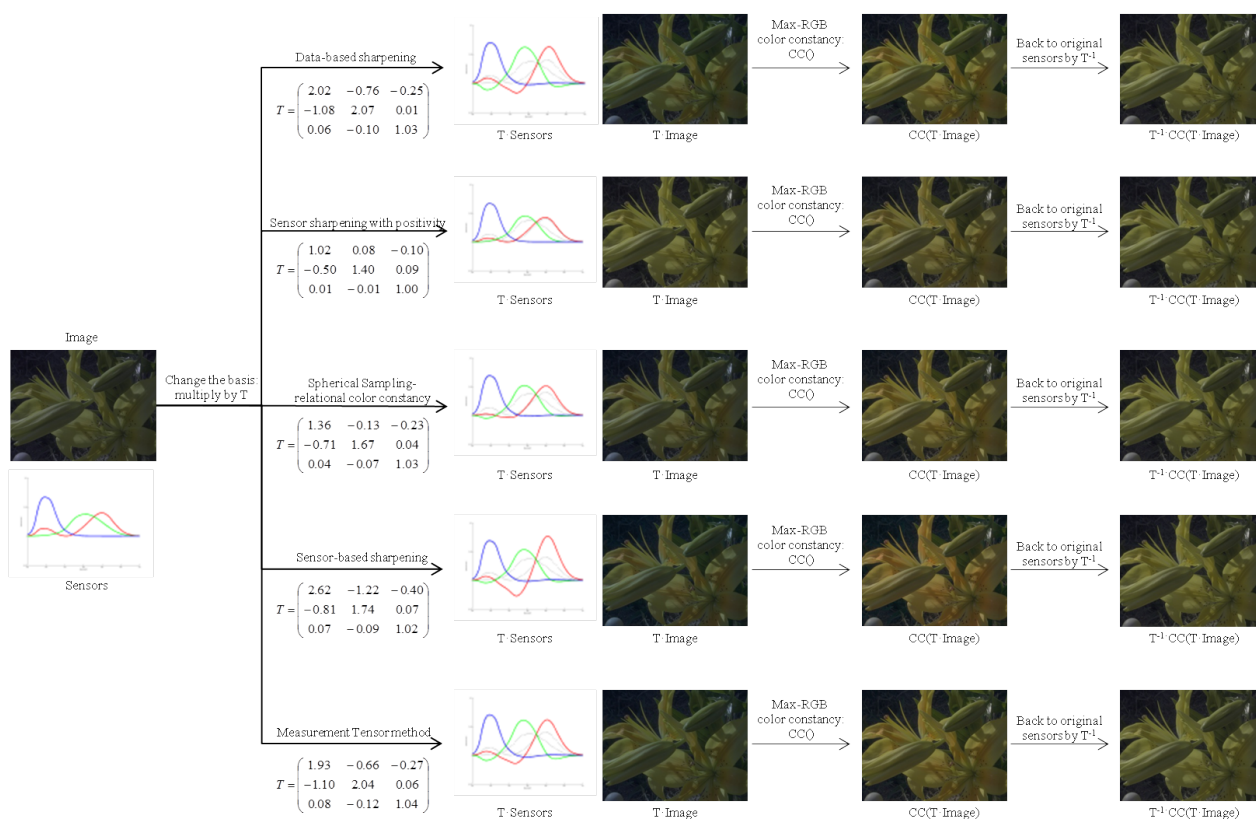 Data-based sharpening
T = ( 2.02 −0.76 −0.25
−1.08 2.07 0.01
0.06 −0.10 1.03 )
T·Sensors
T·Image
Max-RGB
color constancy:
CC()
CC(T·Image)
Back to original
sensors by T⁻¹
T⁻¹·CC(T·Image)
Sensor sharpening with positivity
T = ( 1.02 0.08 −0.10
−0.50 1.40 0.09
0.01 −0.01 1.00 )
T·Sensors
T·Image
Max-RGB
color constancy:
CC()
CC(T·Image)
Back to original
sensors by T⁻¹
T⁻¹·CC(T·Image)
Image
Sensors
Change the basis:
multiply by T
Spherical Sampling-
relational color constancy
T = ( 1.36 −0.13 −0.23
−0.71 1.67 0.04
0.04 −0.07 1.03 )
T·Sensors
T·Image
Max-RGB
color constancy:
CC()
CC(T·Image)
Back to original
sensors by T⁻¹
T⁻¹·CC(T·Image)
Sensor-based sharpening
T = ( 2.62 −1.22 −0.40
−0.81 1.74 0.07
0.07 −0.09 1.02 )
T·Sensors
T·Image
Max-RGB
color constancy:
CC()
CC(T·Image)
Back to original
sensors by T⁻¹
T⁻¹·CC(T·Image)
Measurement Tensor method
T = ( 1.93 −0.66 −0.27
−1.10 2.04 0.06
0.08 −0.12 1.04 )
T·Sensors
T·Image
Max-RGB
color constancy:
CC()
CC(T·Image)
Back to original
sensors by T⁻¹
T⁻¹·CC(T·Image)